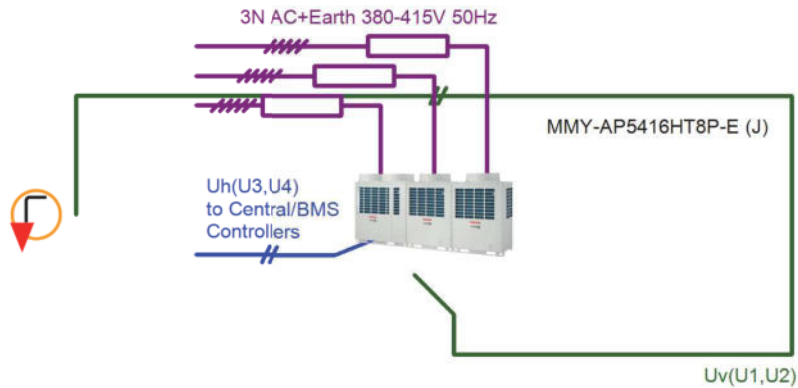 3N AC+Earth 380-415V 50Hz
MMY-AP5416HT8P-E (J)
Uh(U3,U4)
to Central/BMS
Controllers
Uv(U1,U2)